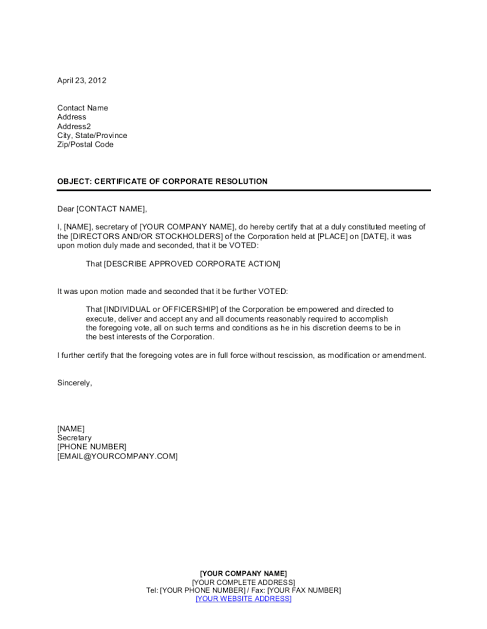 April 23, 2012
Contact Name
Address
Address2
City, State/Province
Zip/Postal Code
OBJECT: CERTIFICATE OF CORPORATE RESOLUTION
Dear [CONTACT NAME],
I, [NAME], secretary of [YOUR COMPANY NAME], do hereby certify that at a duly constituted meeting of
the [DIRECTORS AND/OR STOCKHOLDERS] of the Corporation held at [PLACE] on [DATE], it was
upon motion duly made and seconded, that it be VOTED:
That [DESCRIBE APPROVED CORPORATE ACTION]
It was upon motion made and seconded that it be further VOTED:
That [INDIVIDUAL or OFFICERSHIP] of the Corporation be empowered and directed to
execute, deliver and accept any and all documents reasonably required to accomplish
the foregoing vote, all on such terms and conditions as he in his discretion deems to be in
the best interests of the Corporation.
I further certify that the foregoing votes are in full force without rescission, as modification or amendment.
Sincerely,
[NAME]
Secretary
[PHONE NUMBER]
[EMAIL@YOURCOMPANY.COM]
[YOUR COMPANY NAME]
[YOUR COMPLETE ADDRESS]
Tel: [YOUR PHONE NUMBER] / Fax: [YOUR FAX NUMBER]
[YOUR WEBSITE ADDRESS]